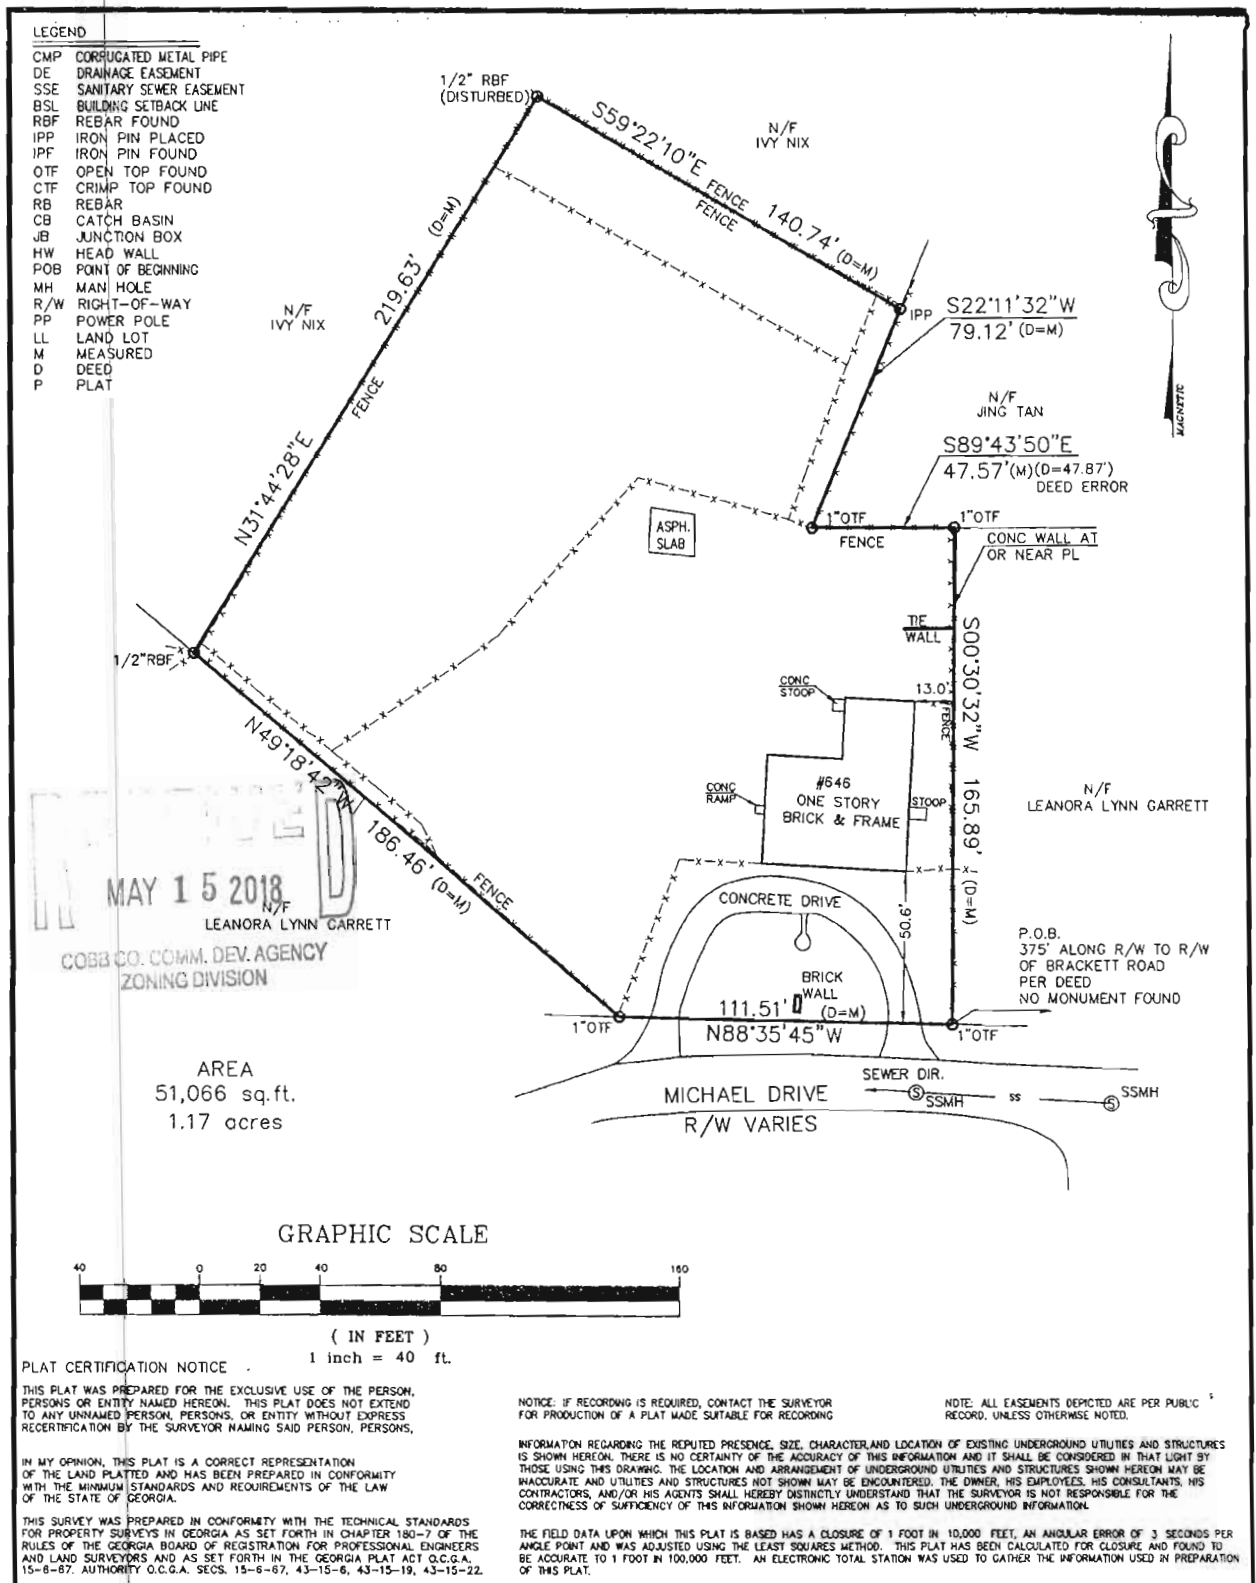 LEGEND
CMP CORRUGATED METAL PIPE
DE DRAINAGE EASEMENT
SSE SANITARY SEWER EASEMENT
BSL BUILDING SETBACK LINE
RBF REBAR FOUND
IPP IRON PIN PLACED
IPF IRON PIN FOUND
OTF OPEN TOP FOUND
CTF CRIMP TOP FOUND
RB REBAR
CB CATCH BASIN
JB JUNCTION BOX
HW HEAD WALL
POB POINT OF BEGINNING
MH MAN HOLE
R/W RIGHT-OF-WAY
PP POWER POLE
LL LAND LOT
M MEASURED
D DEED
P PLAT
1/2" RBF
(DISTURBED)
S59°22'10"E
140.74' (D=M)
FENCE
FENCE
N/F
IVY NIX
MAGNETIC
N/F
IVY NIX
N31°44'28"E
219.63' (D=M)
FENCE
IPP
S22°11'32"W
79.12' (D=M)
N/F
JING TAN
S89°43'50"E
47.57'(M)(D=47.87')
DEED ERROR
1"OTF
FENCE
1"OTF
CONC WALL AT
OR NEAR PL
ASPH.
SLAB
TIE
WALL
S00°30'32"W 165.89' (D=M)
1/2"RBF
CONC
STOOP
13.0'
FENCE
CONC
RAMP
#646
ONE STORY
BRICK & FRAME
STOOP
N/F
LEANORA LYNN GARRETT
N49°18'42"W
186.46' (D=M)
FENCE
MAY 15 2018
N/F
LEANORA LYNN GARRETT
COBB CO. COMM. DEV. AGENCY
ZONING DIVISION
CONCRETE DRIVE
50.6'
BRICK
WALL
P.O.B.
375' ALONG R/W TO R/W
OF BRACKETT ROAD
PER DEED
NO MONUMENT FOUND
1"OTF
111.51' (D=M)
N88°35'45"W
1"OTF
AREA
51,066 sq.ft.
1.17 acres
MICHAEL DRIVE
R/W VARIES
SEWER DIR.
S
SSMH
SS
S
SSMH
GRAPHIC SCALE
40 0 20 40 80 160
( IN FEET )
1 inch = 40 ft.
PLAT CERTIFICATION NOTICE
THIS PLAT WAS PREPARED FOR THE EXCLUSIVE USE OF THE PERSON,
PERSONS OR ENTITY NAMED HEREON. THIS PLAT DOES NOT EXTEND
TO ANY UNNAMED PERSON, PERSONS, OR ENTITY WITHOUT EXPRESS
RECERTIFICATION BY THE SURVEYOR NAMING SAID PERSON, PERSONS,
IN MY OPINION, THIS PLAT IS A CORRECT REPRESENTATION
OF THE LAND PLATTED AND HAS BEEN PREPARED IN CONFORMITY
WITH THE MINIMUM STANDARDS AND REQUIREMENTS OF THE LAW
OF THE STATE OF GEORGIA.
THIS SURVEY WAS PREPARED IN CONFORMITY WITH THE TECHNICAL STANDARDS
FOR PROPERTY SURVEYS IN GEORGIA AS SET FORTH IN CHAPTER 180-7 OF THE
RULES OF THE GEORGIA BOARD OF REGISTRATION FOR PROFESSIONAL ENGINEERS
AND LAND SURVEYORS AND AS SET FORTH IN THE GEORGIA PLAT ACT O.C.G.A.
15-6-67. AUTHORITY O.C.G.A. SECS. 15-6-67, 43-15-6, 43-15-19, 43-15-22.
NOTICE: IF RECORDING IS REQUIRED, CONTACT THE SURVEYOR
FOR PRODUCTION OF A PLAT MADE SUITABLE FOR RECORDING
NOTE: ALL EASEMENTS DEPICTED ARE PER PUBLIC
RECORD, UNLESS OTHERWISE NOTED.
INFORMATION REGARDING THE REPUTED PRESENCE, SIZE, CHARACTER,AND LOCATION OF EXISTING UNDERGROUND UTILITIES AND STRUCTURES
IS SHOWN HEREON. THERE IS NO CERTAINTY OF THE ACCURACY OF THIS INFORMATION AND IT SHALL BE CONSIDERED IN THAT LIGHT BY
THOSE USING THIS DRAWING. THE LOCATION AND ARRANGEMENT OF UNDERGROUND UTILITIES AND STRUCTURES SHOWN HEREON MAY BE
INACCURATE AND UTILITIES AND STRUCTURES NOT SHOWN MAY BE ENCOUNTERED. THE OWNER, HIS EMPLOYEES, HIS CONSULTANTS, HIS
CONTRACTORS, AND/OR HIS AGENTS SHALL HEREBY DISTINCTLY UNDERSTAND THAT THE SURVEYOR IS NOT RESPONSIBLE FOR THE
CORRECTNESS OF SUFFICIENCY OF THIS INFORMATION SHOWN HEREON AS TO SUCH UNDERGROUND INFORMATION.
THE FIELD DATA UPON WHICH THIS PLAT IS BASED HAS A CLOSURE OF 1 FOOT IN 10,000 FEET, AN ANGULAR ERROR OF 3 SECONDS PER
ANGLE POINT AND WAS ADJUSTED USING THE LEAST SQUARES METHOD. THIS PLAT HAS BEEN CALCULATED FOR CLOSURE AND FOUND TO
BE ACCURATE TO 1 FOOT IN 100,000 FEET. AN ELECTRONIC TOTAL STATION WAS USED TO GATHER THE INFORMATION USED IN PREPARATION
OF THIS PLAT.